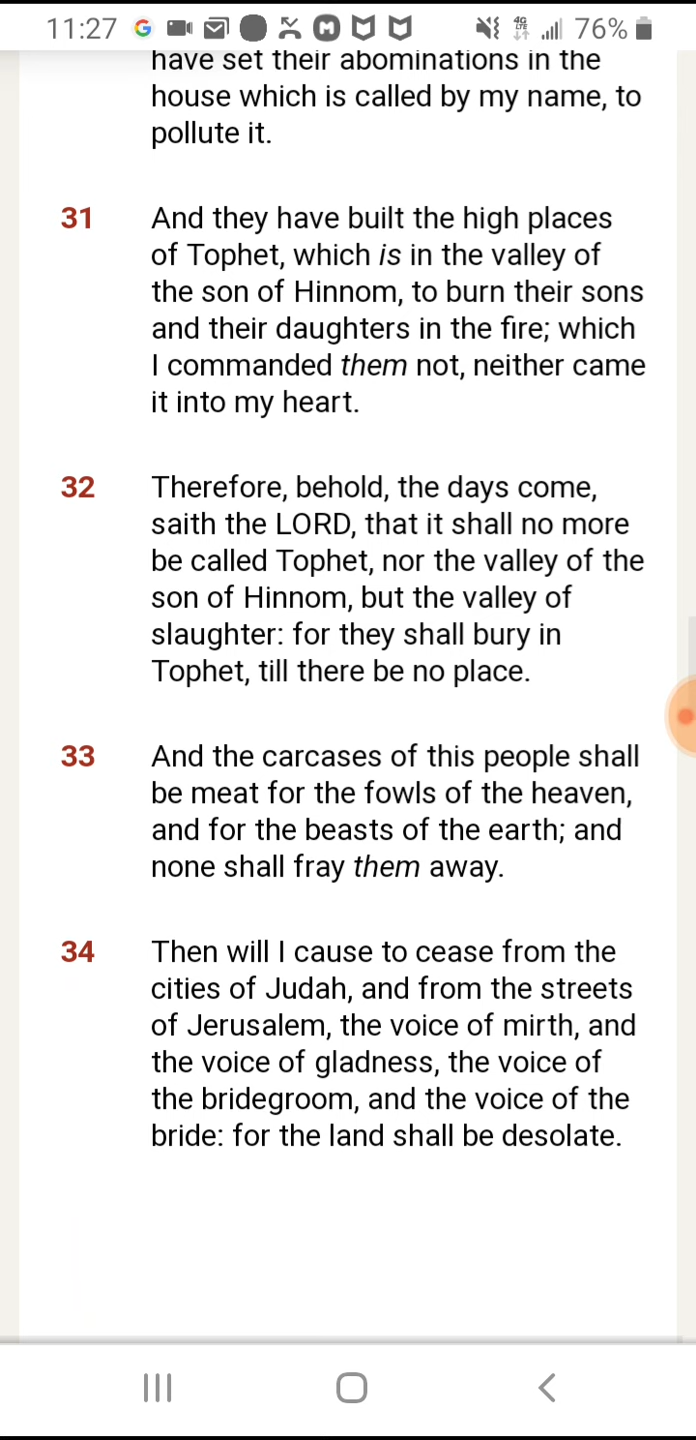 11:27 G M 4G LTE 76%
have set their abominations in the
house which is called by my name, to
pollute it.
31 And they have built the high places
of Tophet, which is in the valley of
the son of Hinnom, to burn their sons
and their daughters in the fire; which
I commanded them not, neither came
it into my heart.
32 Therefore, behold, the days come,
saith the LORD, that it shall no more
be called Tophet, nor the valley of the
son of Hinnom, but the valley of
slaughter: for they shall bury in
Tophet, till there be no place.
33 And the carcases of this people shall
be meat for the fowls of the heaven,
and for the beasts of the earth; and
none shall fray them away.
34 Then will I cause to cease from the
cities of Judah, and from the streets
of Jerusalem, the voice of mirth, and
the voice of gladness, the voice of
the bridegroom, and the voice of the
bride: for the land shall be desolate.